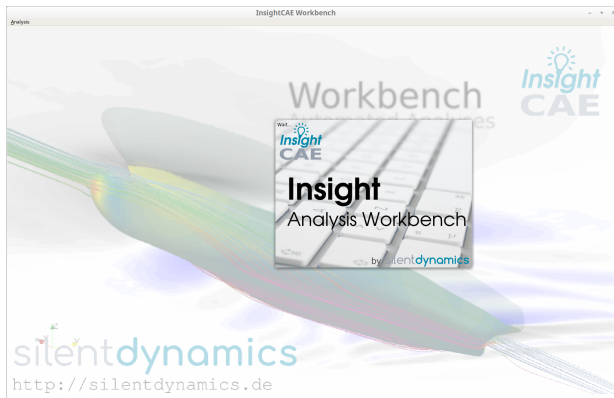 InsightCAE Workbench
Analysis
Workbench
Insight
CAE
Wait...
Insight
CAE
Insight
Analysis Workbench
by silentdynamics
silentdynamics
http://silentdynamics.de